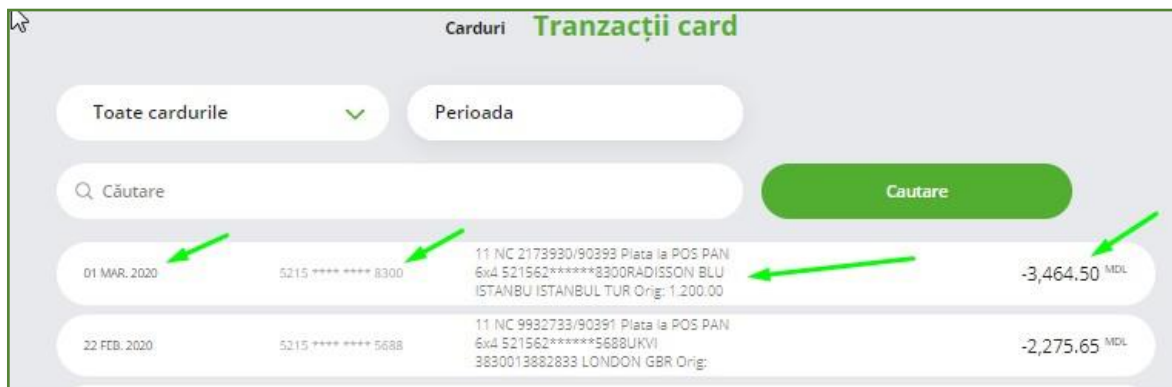 Carduri Tranzacții card
Toate cardurile Perioada
Căutare Cautare
01 MAR. 2020 5215 **** **** 8300 11 NC 2173930/90393 Plata la POS PAN
6x4 521562******8300RADISSON BLU
ISTANBU ISTANBUL TUR Orig: 1.200.00 -3,464.50 MDL
22 FEB. 2020 5215 **** **** 5688 11 NC 9932733/90391 Plata la POS PAN
6x4 521562******5688UKVI
3830013882833 LONDON GBR Orig: -2,275.65 MDL